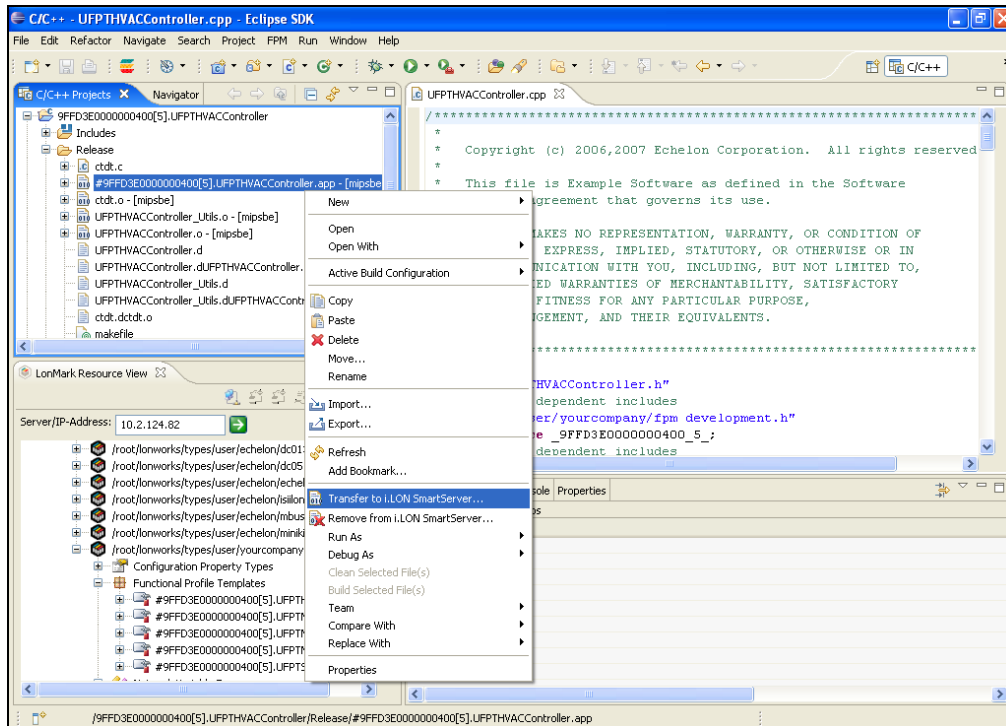 C/C++ - UFPTHVACController.cpp - Eclipse SDK
File Edit Refactor Navigate Search Project FPM Run Window Help
C/C++
C/C++ Projects
Navigator
9FFD3E0000000400[5].UFPTHVACController
Includes
Release
ctdt.c
#9FFD3E0000000400[5].UFPTHVACController.app - [mipsbe
ctdt.o - [mipsbe]
UFPTHVACController_Utils.o - [mipsbe]
UFPTHVACController.o - [mipsbe]
UFPTHVACController.d
UFPTHVACController.dUFPTHVACController.
UFPTHVACController_Utils.d
UFPTHVACController_Utils.dUFPTHVACContr
ctdt.dctdt.o
makefile
UFPTHVACController.cpp
/****************************************************************************
*
* Copyright (c) 2006,2007 Echelon Corporation. All rights reserved
*
* This file is Example Software as defined in the Software
greement that governs its use.
AKES NO REPRESENTATION, WARRANTY, OR CONDITION OF
EXPRESS, IMPLIED, STATUTORY, OR OTHERWISE OR IN
NICATION WITH YOU, INCLUDING, BUT NOT LIMITED TO,
ED WARRANTIES OF MERCHANTABILITY, SATISFACTORY
FITNESS FOR ANY PARTICULAR PURPOSE,
GEMENT, AND THEIR EQUIVALENTS.
HVACController.h"
dependent includes
er/yourcompany/fpm development.h"
e _9FFD3E0000000400_5_;
dependent includes
New
Open
Open With
Active Build Configuration
Copy
Paste
Delete
Move...
Rename
Import...
Export...
Refresh
Add Bookmark...
Transfer to i.LON SmartServer...
Remove from i.LON SmartServer...
Run As
Debug As
Clean Selected File(s)
Build Selected File(s)
Team
Compare With
Replace With
Properties
LonMark Resource View
Server/IP-Address: 10.2.124.82
/root/lonworks/types/user/echelon/dc01
/root/lonworks/types/user/echelon/dc05
/root/lonworks/types/user/echelon/echel
/root/lonworks/types/user/echelon/isiilon
/root/lonworks/types/user/echelon/mbus
/root/lonworks/types/user/echelon/miniki
/root/lonworks/types/user/yourcompany
Configuration Property Types
Functional Profile Templates
#9FFD3E0000000400[5].UFPTH
#9FFD3E0000000400[5].UFPTN
#9FFD3E0000000400[5].UFPTN
#9FFD3E0000000400[5].UFPTN
#9FFD3E0000000400[5].UFPTS
sole
Properties
os
/9FFD3E0000000400[5].UFPTHVACController/Release/#9FFD3E0000000400[5].UFPTHVACController.app